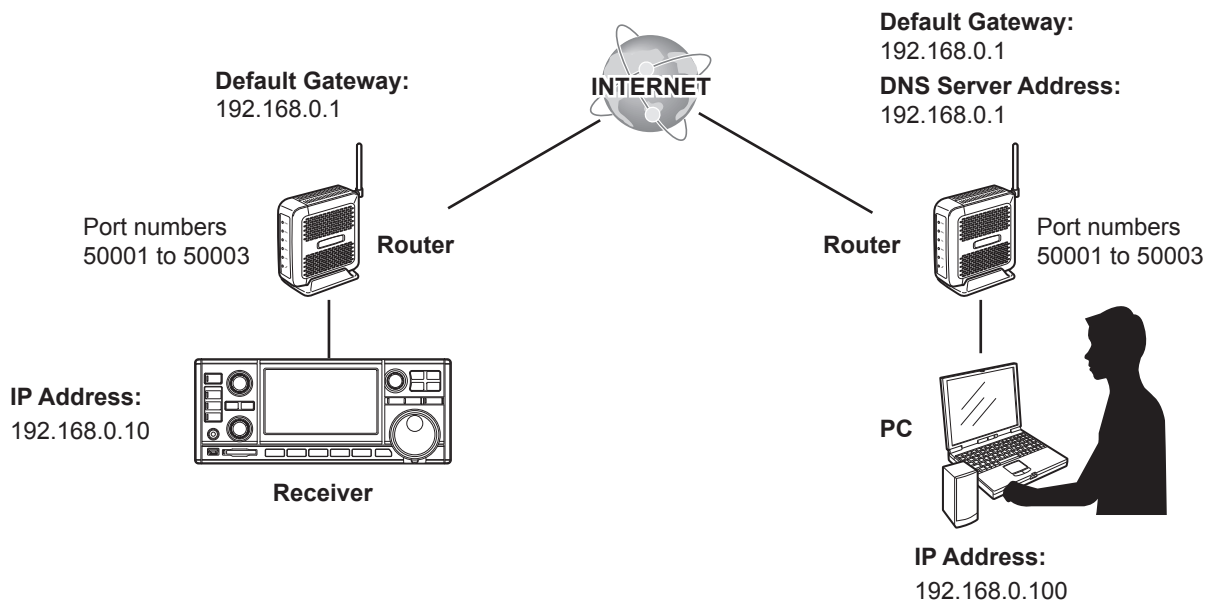 Default Gateway:
192.168.0.1
DNS Server Address:
192.168.0.1
INTERNET
Default Gateway:
192.168.0.1
Port numbers
50001 to 50003
Router
Router
Port numbers
50001 to 50003
IP Address:
192.168.0.10
Receiver
PC
IP Address:
192.168.0.100